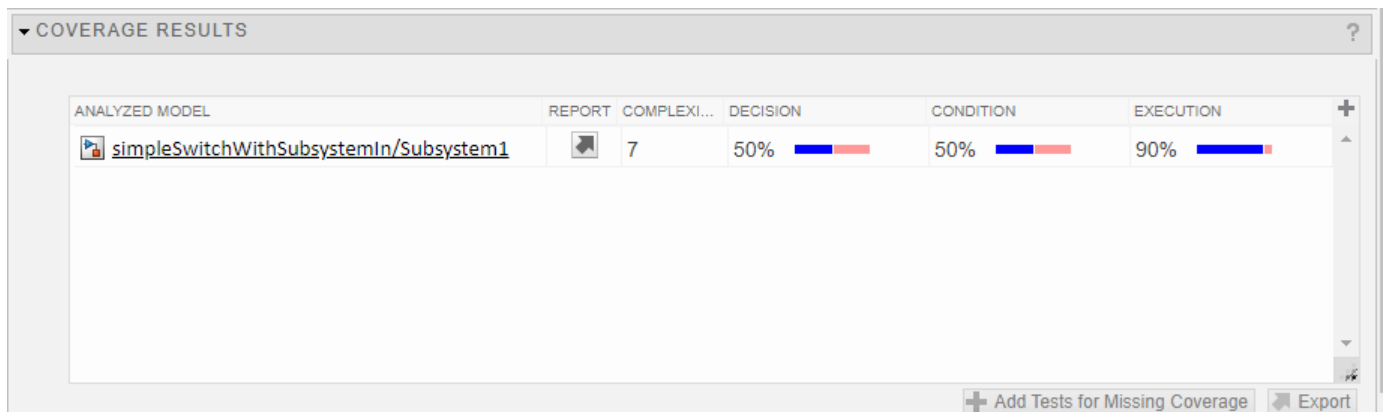 COVERAGE RESULTS ?
ANALYZED MODEL REPORT COMPLEXI... DECISION CONDITION EXECUTION
simpleSwitchWithSubsystemIn/Subsystem1 7 50% 50% 90%
Add Tests for Missing Coverage Export